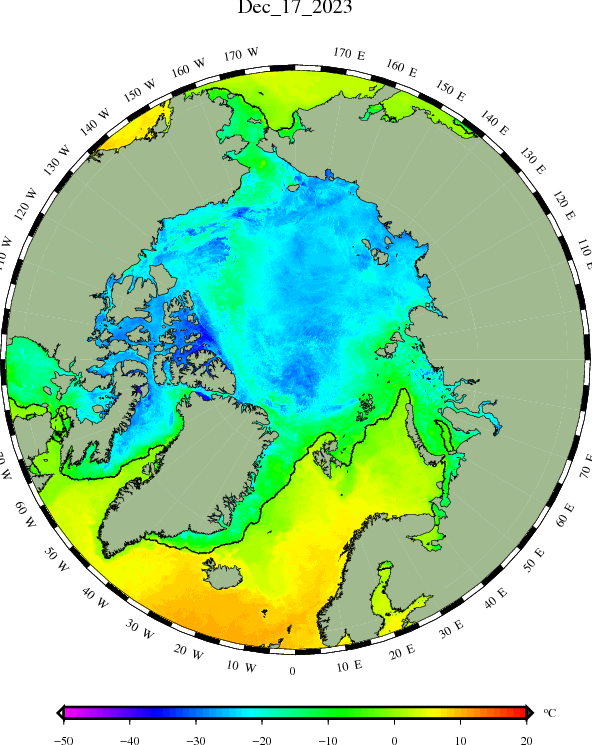 Dec_17_2023
170 W
170 E
160 W
160 E
150 W
150 E
140 W
140 E
130 W
130 E
120 W
120 E
110 E
70 E
60 W
60 E
50 W
50 E
40 W
40 E
30 W
30 E
20 W
20 E
10 W
10 E
0
°C
−50
−40
−30
−20
−10
0
10
20